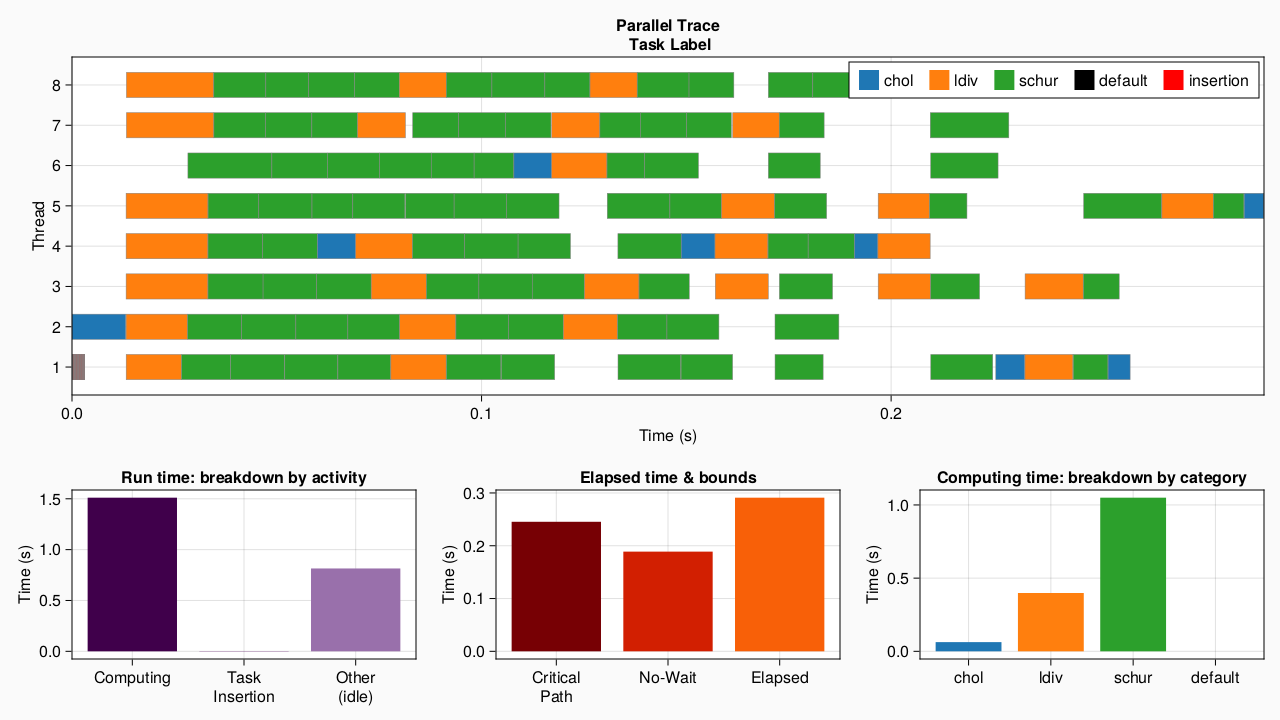 Parallel Trace
Task Label
chol ldiv schur default insertion
Thread
8
7
6
5
4
3
2
1
0.0 0.1 0.2
Time (s)
Run time: breakdown by activity
Time (s)
1.5
1.0
0.5
0.0
Computing Task Insertion Other (idle)
Elapsed time & bounds
Time (s)
0.3
0.2
0.1
0.0
Critical Path No-Wait Elapsed
Computing time: breakdown by category
Time (s)
1.0
0.5
0.0
chol ldiv schur default